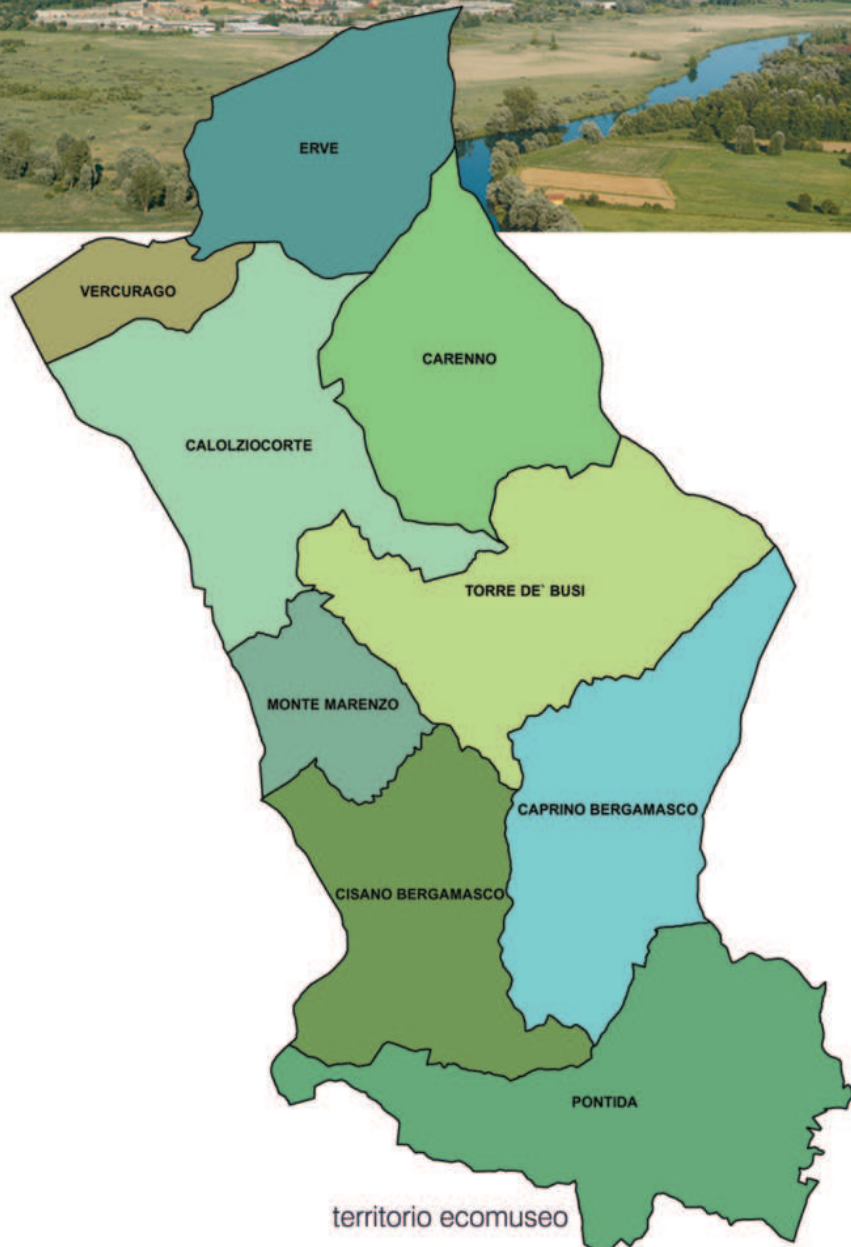 ERVE
VERCURAGO
CARENNO
CALOLZIOCORTE
TORRE DE` BUSI
MONTE MARENZO
CAPRINO BERGAMASCO
CISANO BERGAMASCO
PONTIDA
territorio ecomuseo